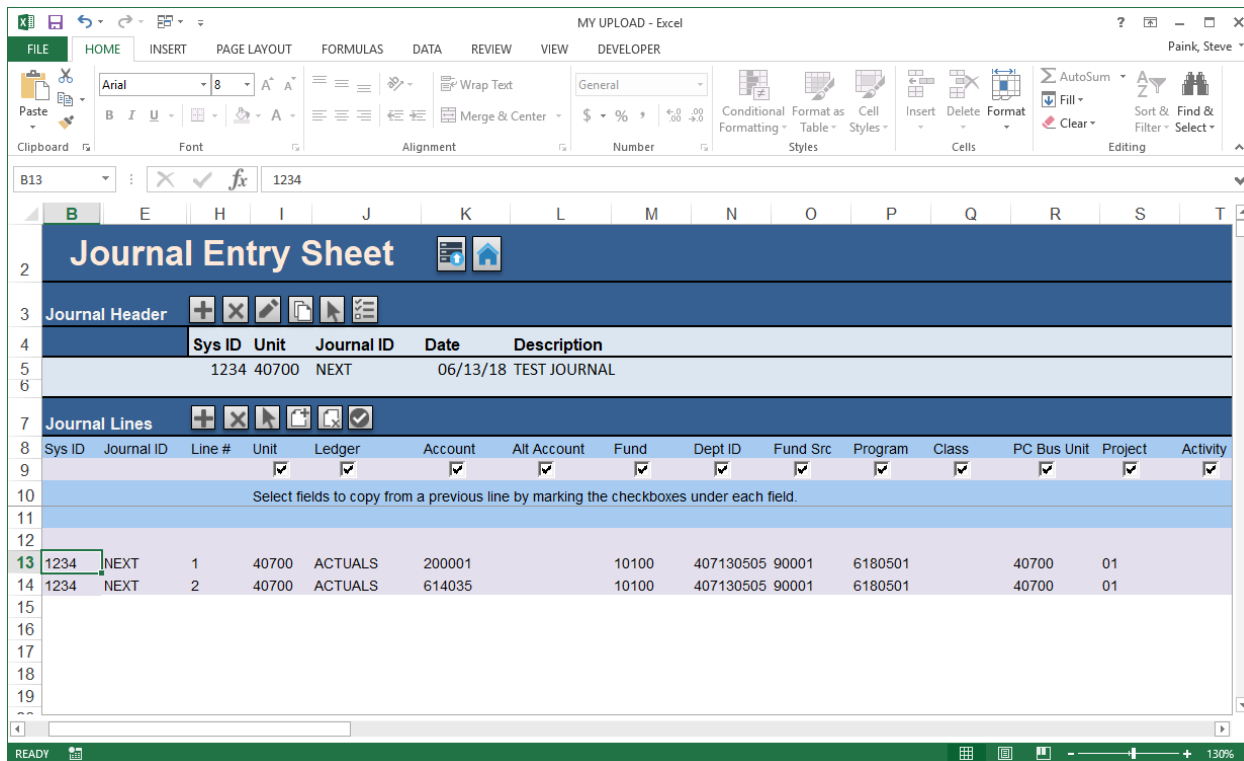 MY UPLOAD - Excel
?
FILE HOME INSERT PAGE LAYOUT FORMULAS DATA REVIEW VIEW DEVELOPER Paink, Steve
Paste
Clipboard
Arial 8 A A
B I U A
Font
Wrap Text
Merge & Center
Alignment
General
$ % , .00 .0
Number
Conditional Formatting
Format as Table
Cell Styles
Styles
Insert Delete Format
Cells
AutoSum
Fill
Clear
Sort & Filter
Find & Select
Editing
B13 fx 1234
B E H I J K L M N O P Q R S T
2 Journal Entry Sheet
3 Journal Header
4 Sys ID Unit Journal ID Date Description
5 1234 40700 NEXT 06/13/18 TEST JOURNAL
6
7 Journal Lines
8 Sys ID Journal ID Line # Unit Ledger Account Alt Account Fund Dept ID Fund Src Program Class PC Bus Unit Project Activity
9
10 Select fields to copy from a previous line by marking the checkboxes under each field.
11
12
13 1234 NEXT 1 40700 ACTUALS 200001 10100 407130505 90001 6180501 40700 01
14 1234 NEXT 2 40700 ACTUALS 614035 10100 407130505 90001 6180501 40700 01
15
16
17
18
19
READY 130%